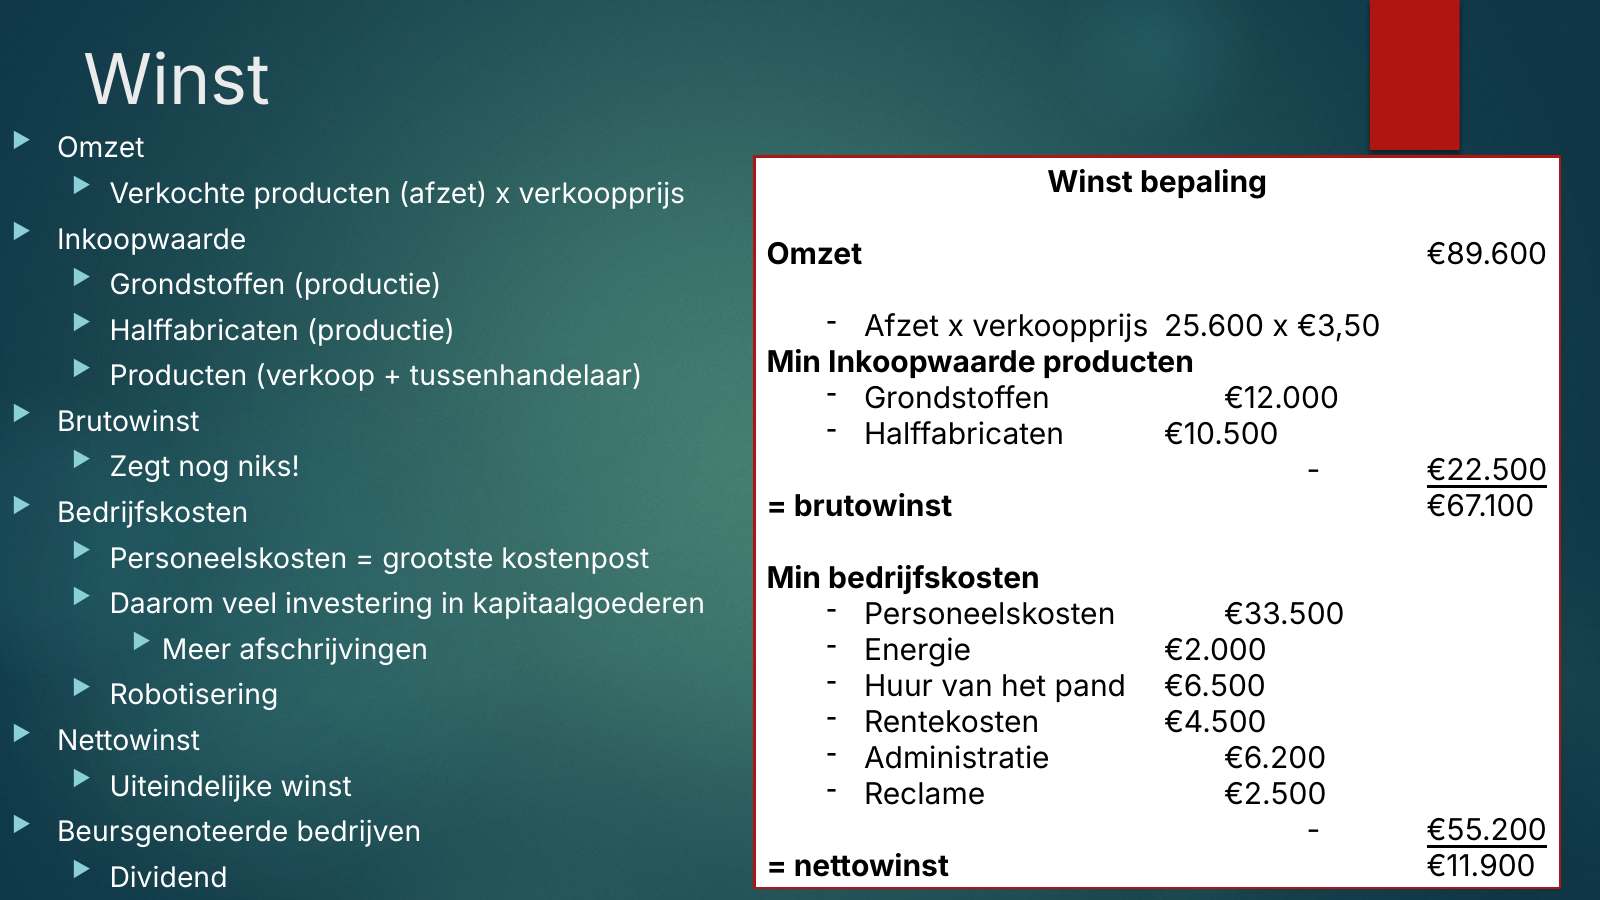 Winst
Omzet
Verkochte producten (afzet) x verkoopprijs
Inkoopwaarde
Grondstoffen (productie)
Halffabricaten (productie)
Producten (verkoop + tussenhandelaar)
Brutowinst
Zegt nog niks!
Bedrijfskosten
Personeelskosten = grootste kostenpost
Daarom veel investering in kapitaalgoederen
Meer afschrijvingen
Robotisering
Nettowinst
Uiteindelijke winst
Beursgenoteerde bedrijven
Dividend
Winst bepaling
Omzet €89.600
- Afzet x verkoopprijs 25.600 x €3,50
Min Inkoopwaarde producten
- Grondstoffen €12.000
- Halffabricaten €10.500
- €22.500
= brutowinst €67.100
Min bedrijfskosten
- Personeelskosten €33.500
- Energie €2.000
- Huur van het pand €6.500
- Rentekosten €4.500
- Administratie €6.200
- Reclame €2.500
- €55.200
= nettowinst €11.900